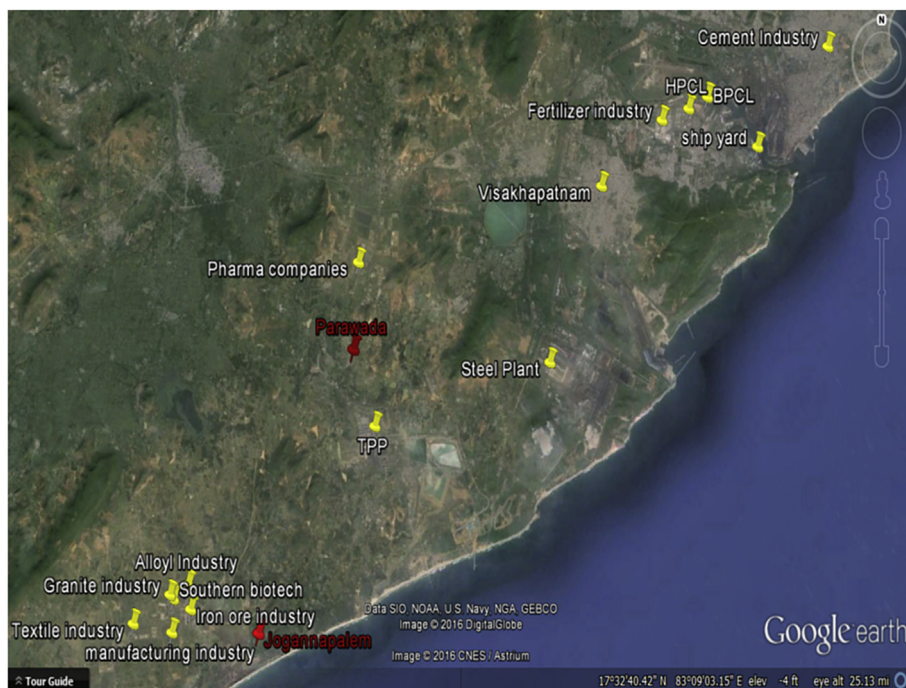 N
Cement Industry
HPCL
BPCL
Fertilizer industry
ship yard
Visakhapatnam
Pharma companies
Parawada
Steel Plant
TPP
Alloyl Industry
Granite industry
Southern biotech
Iron ore industry
Textile industry
Jogannapalem
manufacturing industry
Data SIO, NOAA, U.S. Navy, NGA, GEBCO
Image © 2016 DigitalGlobe
Image © 2016 CNES / Astrium
Google earth
Tour Guide
17°32'40.42" N 83°09'03.15" E elev -4 ft eye alt 25.13 mi